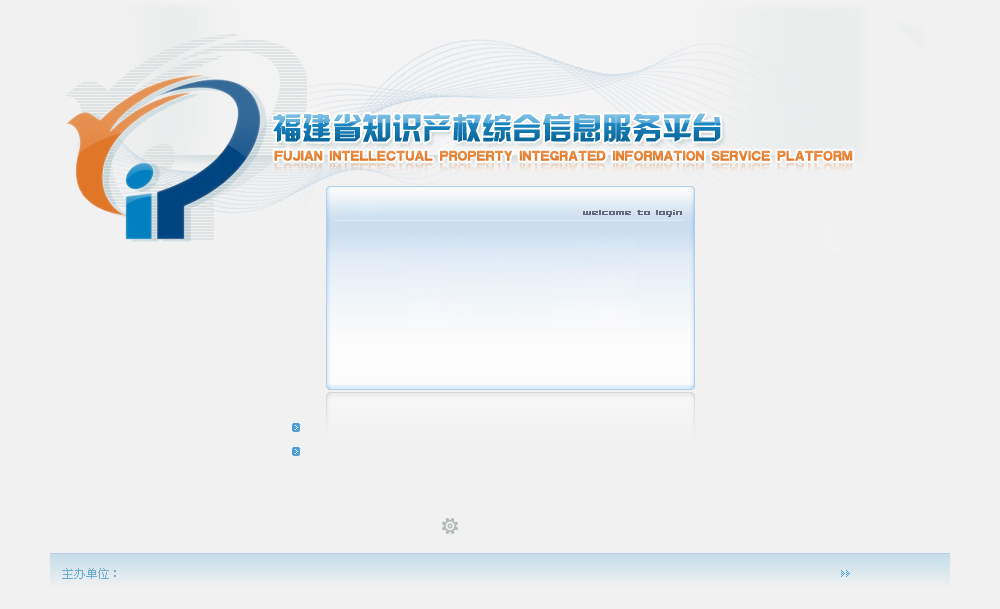 福建省知识产权综合信息服务平台
FUJIAN INTELLECTUAL PROPERTY INTEGRATED INFORMATION SERVICE PLATFORM
welcome to login
主办单位：